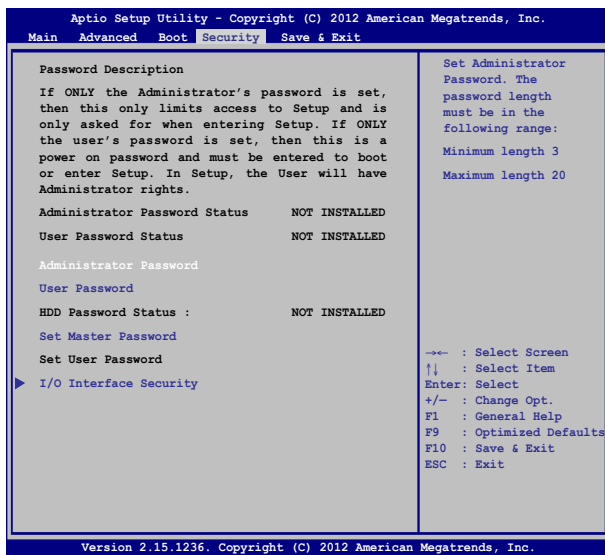 Aptio Setup Utility - Copyright (C) 2012 American Megatrends, Inc.
Main Advanced Boot Security Save & Exit
Password Description
If ONLY the Administrator's password is set,
then this only limits access to Setup and is
only asked for when entering Setup. If ONLY
the user's password is set, then this is a
power on password and must be entered to boot
or enter Setup. In Setup, the User will have
Administrator rights.
Administrator Password Status NOT INSTALLED
User Password Status NOT INSTALLED
Administrator Password
User Password
HDD Password Status : NOT INSTALLED
Set Master Password
Set User Password
I/O Interface Security
Set Administrator
Password. The
password length
must be in the
following range:
Minimum length 3
Maximum length 20
→← : Select Screen
↑↓ : Select Item
Enter: Select
+/— : Change Opt.
F1 : General Help
F9 : Optimized Defaults
F10 : Save & Exit
ESC : Exit
Version 2.15.1236. Copyright (C) 2012 American Megatrends, Inc.